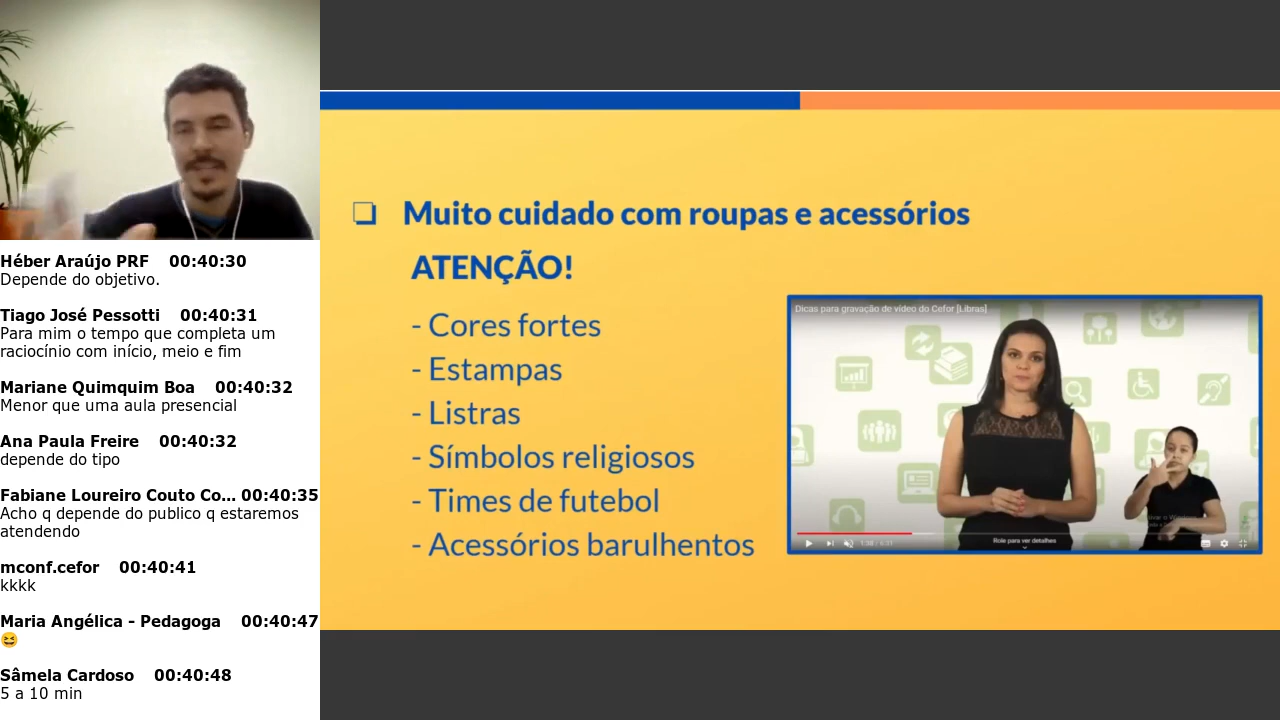 Héber Araújo PRF 00:40:30
Depende do objetivo.
Tiago José Pessotti 00:40:31
Para mim o tempo que completa um
raciocínio com início, meio e fim
Mariane Quimquim Boa 00:40:32
Menor que uma aula presencial
Ana Paula Freire 00:40:32
depende do tipo
Fabiane Loureiro Couto Co... 00:40:35
Acho q depende do publico q estaremos
atendendo
mconf.cefor 00:40:41
kkkk
Maria Angélica - Pedagoga 00:40:47
😆
Sâmela Cardoso 00:40:48
5 a 10 min
❏ Muito cuidado com roupas e acessórios
ATENÇÃO!
- Cores fortes
- Estampas
- Listras
- Símbolos religiosos
- Times de futebol
- Acessórios barulhentos
Dicas para gravação de vídeo do Cefor [Libras]
Role para ver detalhes